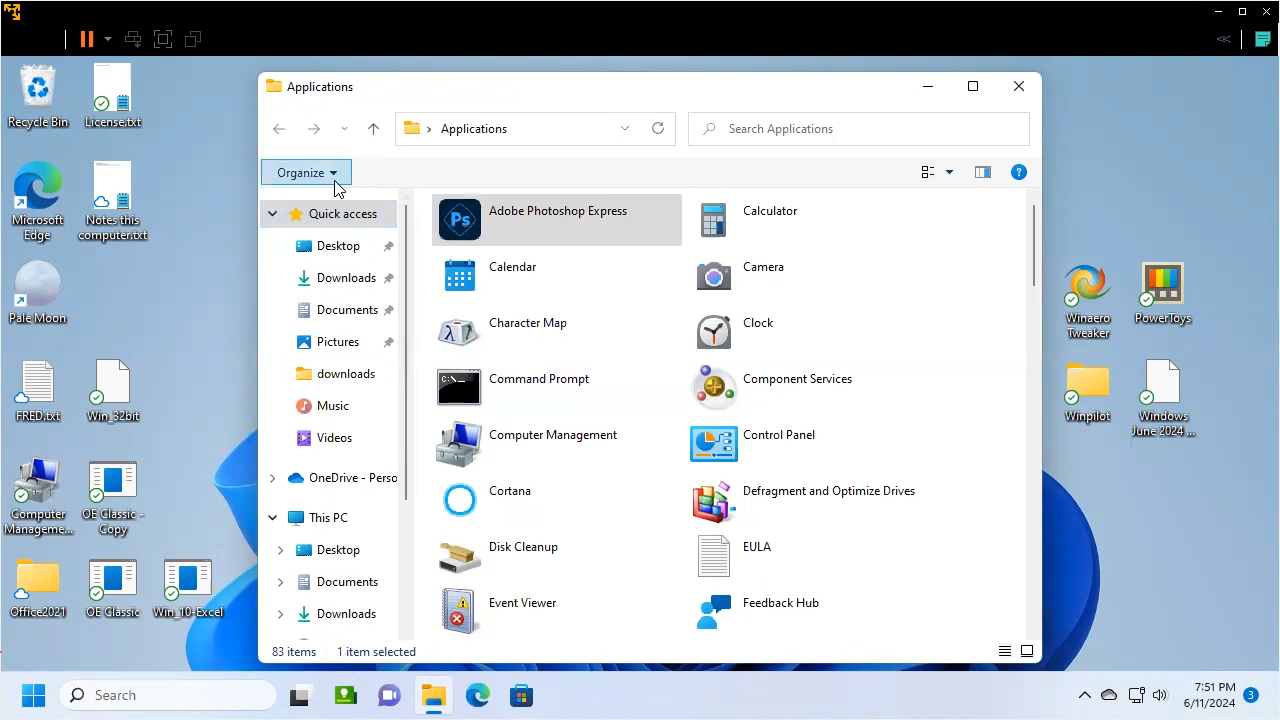 Recycle Bin
License.txt
Microsoft
Edge
Notes this
computer.txt
Pale Moon
FRED.txt
Win_32bit
Computer
Manageme...
OE Classic -
Copy
Office2021
OE Classic
Win_10-Excel
Applications
Applications
Search Applications
Organize
Quick access
Desktop
Downloads
Documents
Pictures
downloads
Music
Videos
OneDrive - Perso
This PC
Desktop
Documents
Downloads
Ps
Adobe Photoshop Express
Calculator
Calendar
Camera
Character Map
Clock
C:\_
Command Prompt
Component Services
Computer Management
Control Panel
Cortana
Defragment and Optimize Drives
Disk Cleanup
EULA
Event Viewer
Feedback Hub
83 items
1 item selected
Winaero
Tweaker
PowerToys
Winpilot
Windows
June 2024 ...
Search
7:51 PM
6/11/2024
3